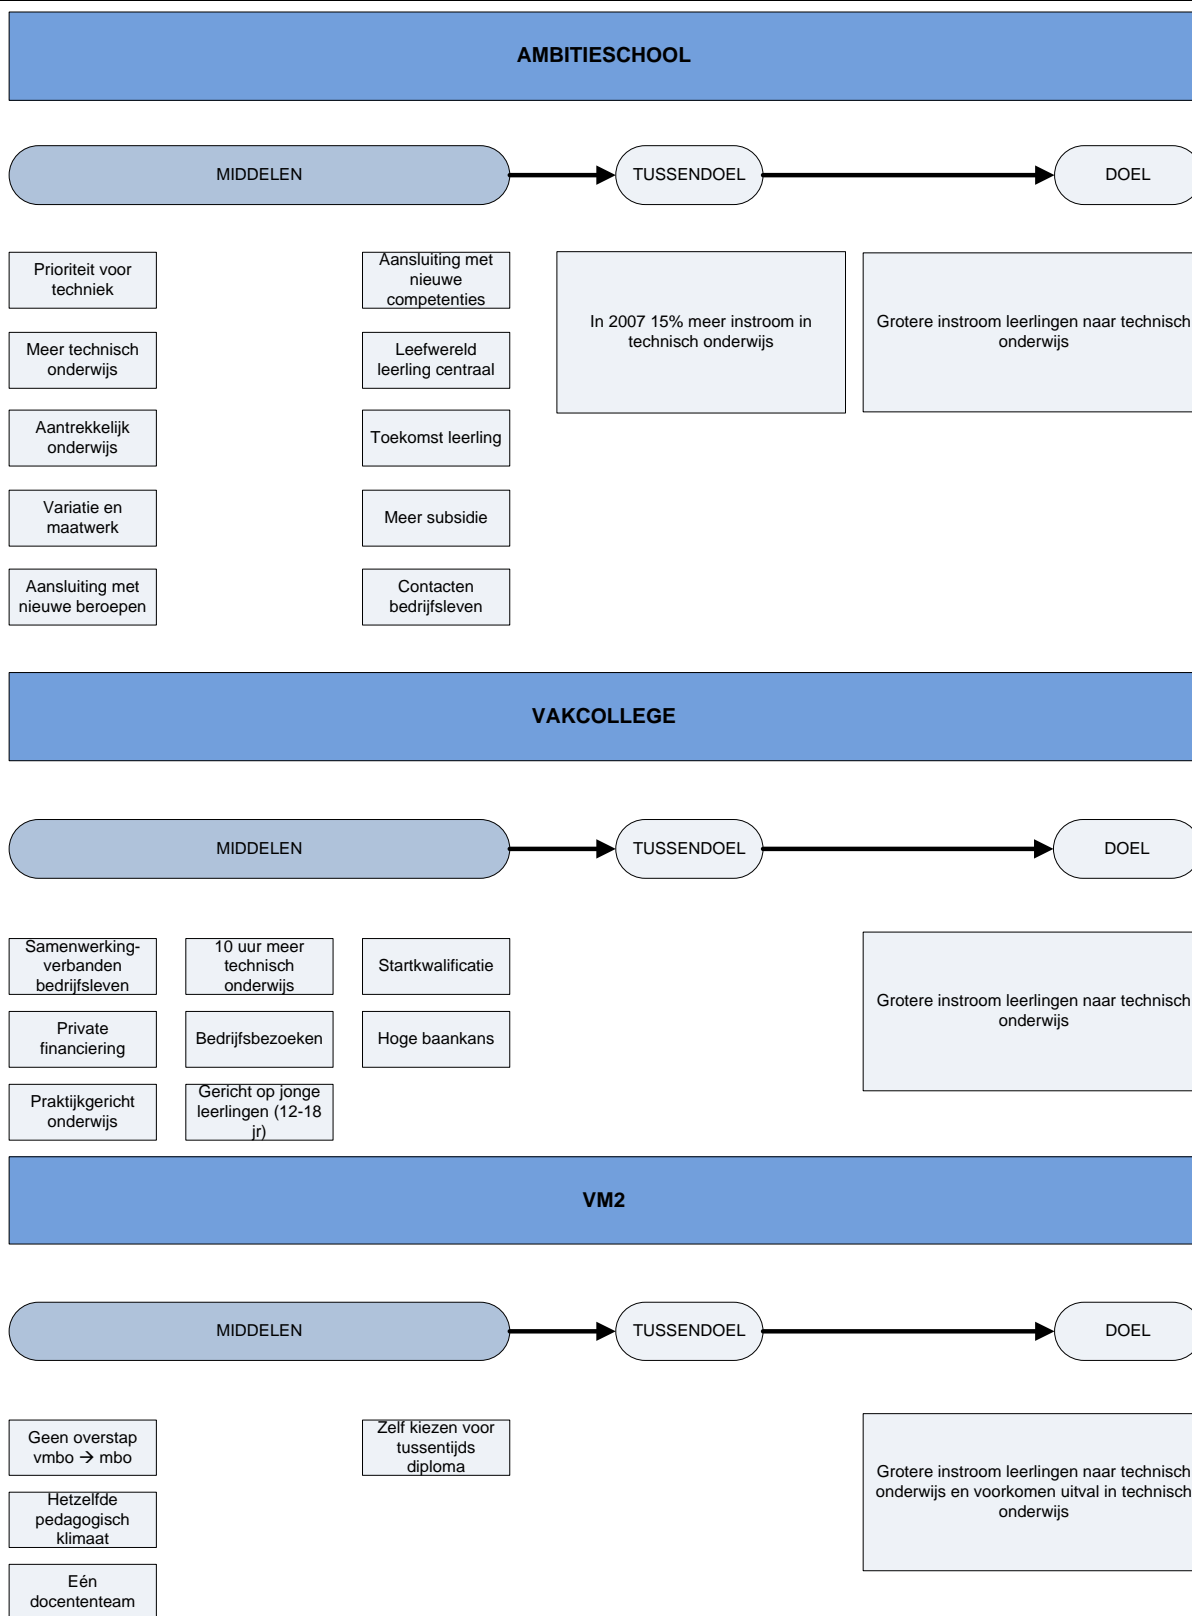 AMBITIESCHOOL
MIDDELEN
TUSSENDOEL
DOEL
Prioriteit voor
techniek
Meer technisch
onderwijs
Aantrekkelijk
onderwijs
Variatie en
maatwerk
Aansluiting met
nieuwe beroepen
Aansluiting met
nieuwe
competenties
Leefwereld
leerling centraal
Toekomst leerling
Meer subsidie
Contacten
bedrijfsleven
In 2007 15% meer instroom in
technisch onderwijs
Grotere instroom leerlingen naar technisch
onderwijs
VAKCOLLEGE
MIDDELEN
TUSSENDOEL
DOEL
Samenwerking-
verbanden
bedrijfsleven
Private
financiering
Praktijkgericht
onderwijs
10 uur meer
technisch
onderwijs
Bedrijfsbezoeken
Gericht op jonge
leerlingen (12-18
jr)
Startkwalificatie
Hoge baankans
Grotere instroom leerlingen naar technisch
onderwijs
VM2
MIDDELEN
TUSSENDOEL
DOEL
Geen overstap
vmbo → mbo
Hetzelfde
pedagogisch
klimaat
Eén
docententeam
Zelf kiezen voor
tussentijds
diploma
Grotere instroom leerlingen naar technisch
onderwijs en voorkomen uitval in technisch
onderwijs